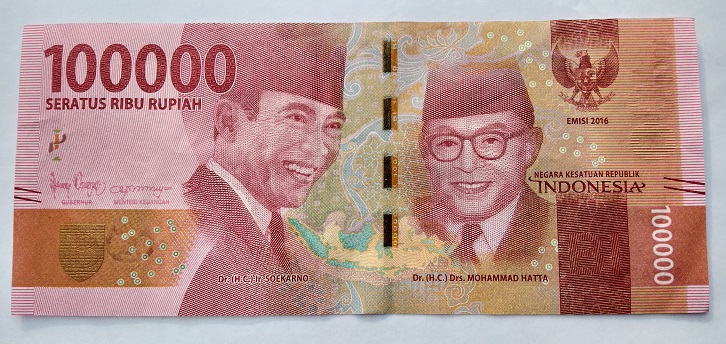 100000
SERATUS RIBU RUPIAH
EMISI 2016
NEGARA KESATUAN REPUBLIK
INDONESIA
GUBERNUR
MENTERI KEUANGAN
100000
Dr. (H.C.) Ir. SOEKARNO
Dr. (H.C.) Drs. MOHAMMAD HATTA